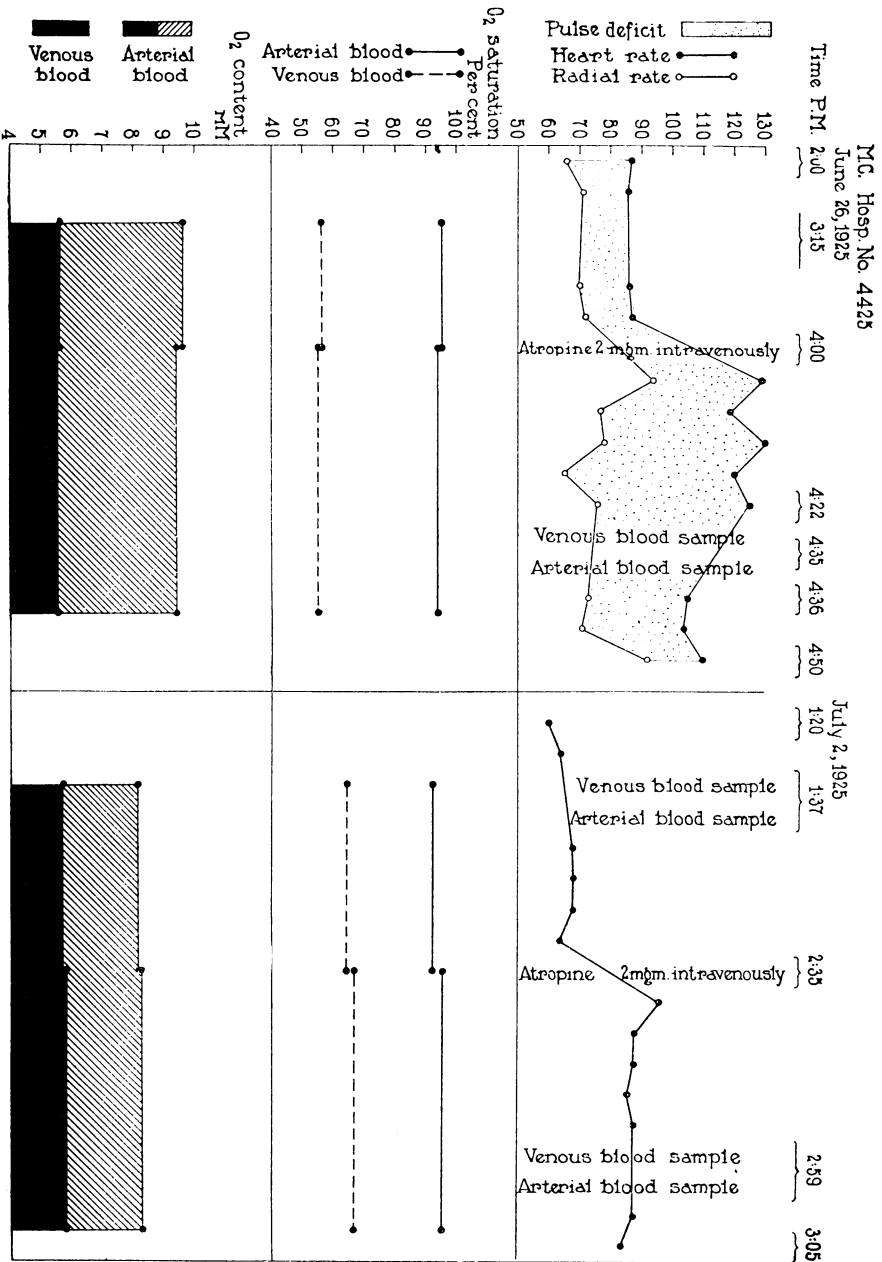 M.C. Hosp. No. 4425
June 26, 1925
July 2, 1925
Time P.M.
2:00
3:15
4:00
4:22
4:35
4:36
4:50
1:20
1:37
2:35
2:59
3:05
Pulse deficit
Heart rate
Radial rate
130
120
110
100
90
80
70
60
50
Atropine 2 mgm. intravenously
Venous blood sample
Arterial blood sample
Venous blood sample
Arterial blood sample
Atropine 2 mgm. intravenously
Venous blood sample
Arterial blood sample
O2 saturation
Per cent
Arterial blood
Venous blood
100
90
80
70
60
50
40
O2 content
MM
Arterial
blood
Venous
blood
10
9
8
7
6
5
4